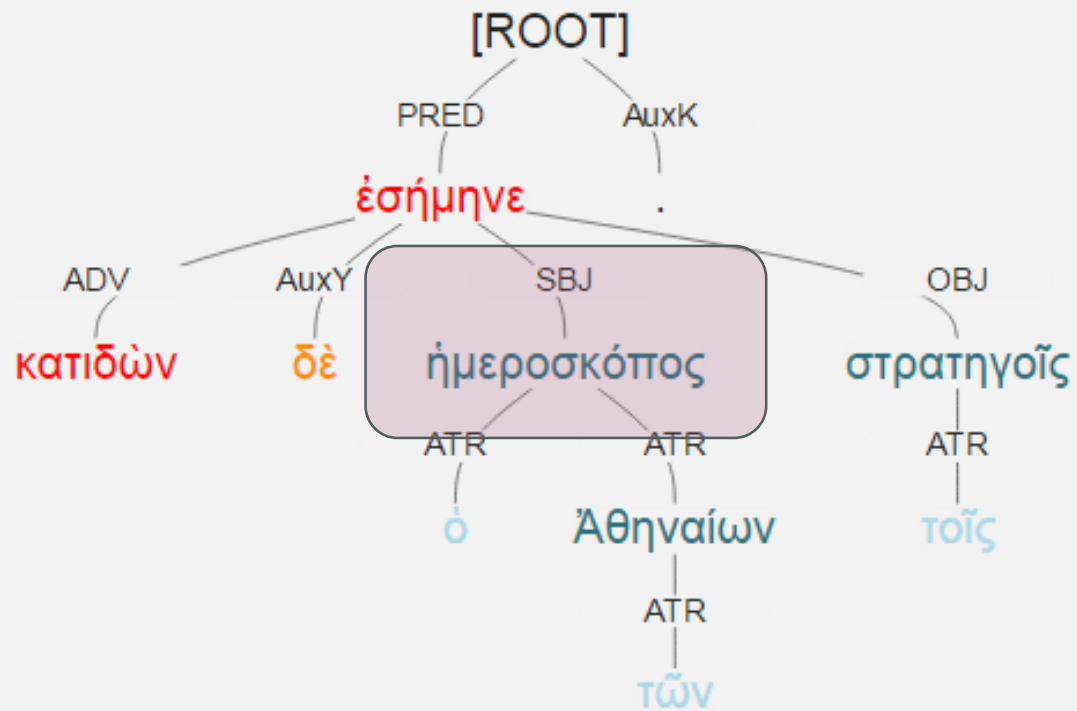 [ROOT]
PRED AuxK
ἐσήμηνε .
ADV AuxY SBJ OBJ
κατιδὼν δὲ ἡμεροσκόπος στρατηγοῖς
ATR ATR ATR
ὁ Ἀθηναίων τοῖς
ATR
τῶν